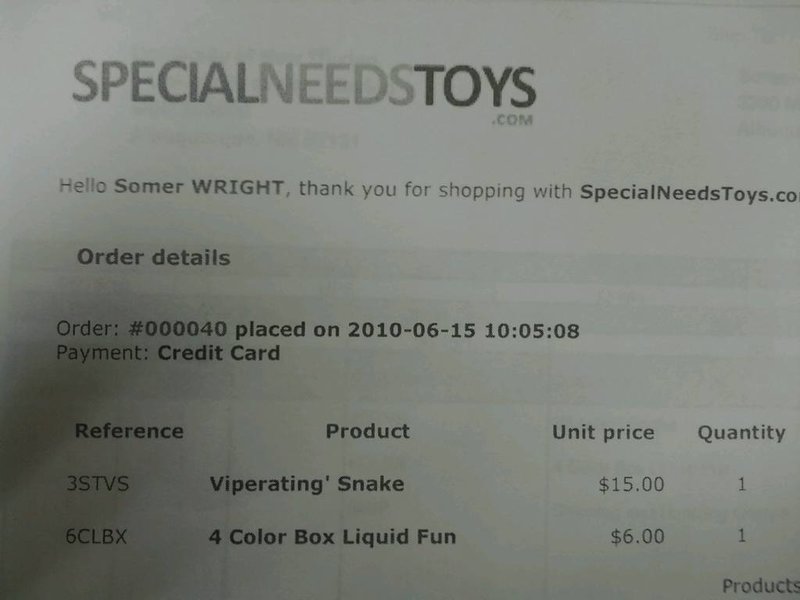 SPECIALNEEDSTOYS
.COM
Hello Somer WRIGHT, thank you for shopping with SpecialNeedsToys.co
Order details
Order: #000040 placed on 2010-06-15 10:05:08
Payment: Credit Card
Reference Product Unit price Quantity
3STVS Viperating' Snake $15.00 1
6CLBX 4 Color Box Liquid Fun $6.00 1
Products